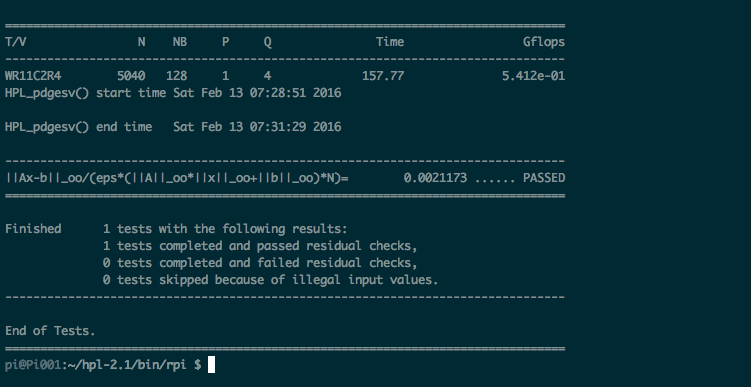 ================================================================================
T/V                N    NB     P     Q               Time                 Gflops
--------------------------------------------------------------------------------
WR11C2R4        5040   128     1     4             157.77              5.412e-01
HPL_pdgesv() start time Sat Feb 13 07:28:51 2016
HPL_pdgesv() end time   Sat Feb 13 07:31:29 2016
--------------------------------------------------------------------------------
||Ax-b||_oo/(eps*(||A||_oo*||x||_oo+||b||_oo)*N)=        0.0021173 ...... PASSED
================================================================================
Finished      1 tests with the following results:
              1 tests completed and passed residual checks,
              0 tests completed and failed residual checks,
              0 tests skipped because of illegal input values.
--------------------------------------------------------------------------------
End of Tests.
================================================================================
pi@Pi001:~/hpl-2.1/bin/rpi $